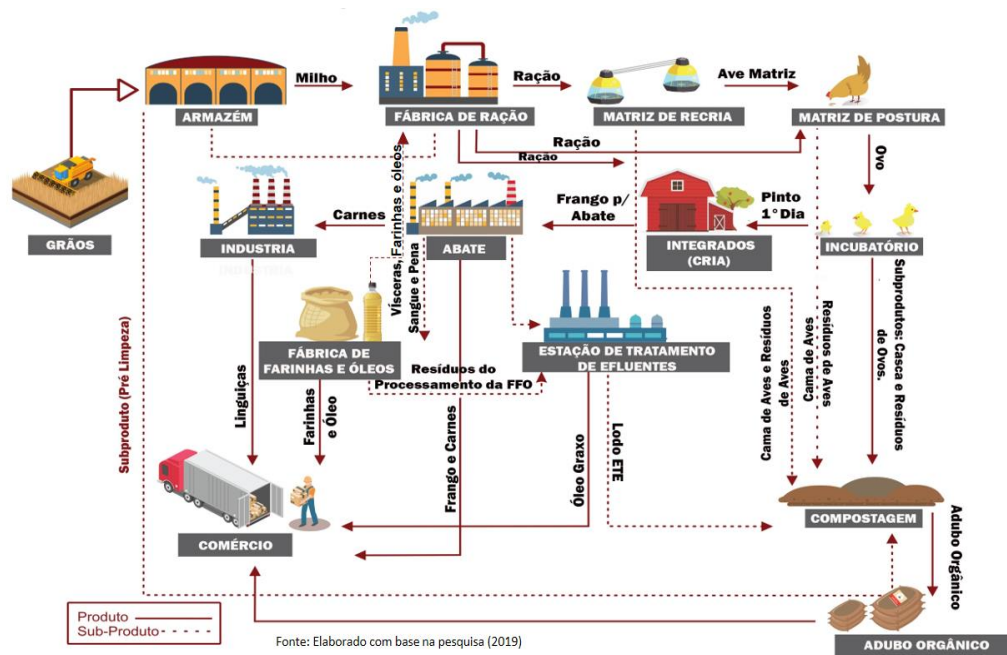 Milho
Ração
Ave Matriz
ARMAZÉM
FÁBRICA DE RAÇÃO
MATRIZ DE RECRIA
MATRIZ DE POSTURA
Ração
Ração
Ovo
GRÃOS
Carnes
Frango p/
Abate
Pinto
1° Dia
INDUSTRIA
ABATE
INTEGRADOS
(CRIA)
INCUBATÓRIO
Vísceras, Farinhas e óleos
Sangue e Pena
FÁBRICA DE
FARINHAS E ÓLEOS
ESTAÇÃO DE TRATAMENTO
DE EFLUENTES
Resíduos do
Processamento da FFO
Subproduto (Pré Limpeza)
Linguiças
Farinhas
e Óleo
Frango e Carnes
Óleo Graxo
Lodo ETE
Cama de Aves e Resíduos
de Aves
Cama de Aves
Resíduos de Aves
Subprodutos: Casca e Resíduos
de Ovos.
COMÉRCIO
COMPOSTAGEM
Adubo Orgânico
Produto
Sub-Produto
Fonte: Elaborado com base na pesquisa (2019)
ADUBO ORGÂNICO